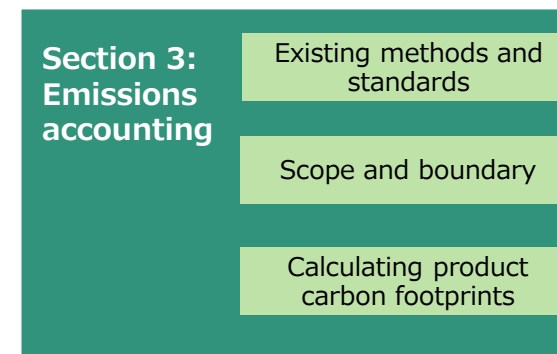 Section 3:
Emissions
accounting
Existing methods and
standards
Scope and boundary
Calculating product
carbon footprints